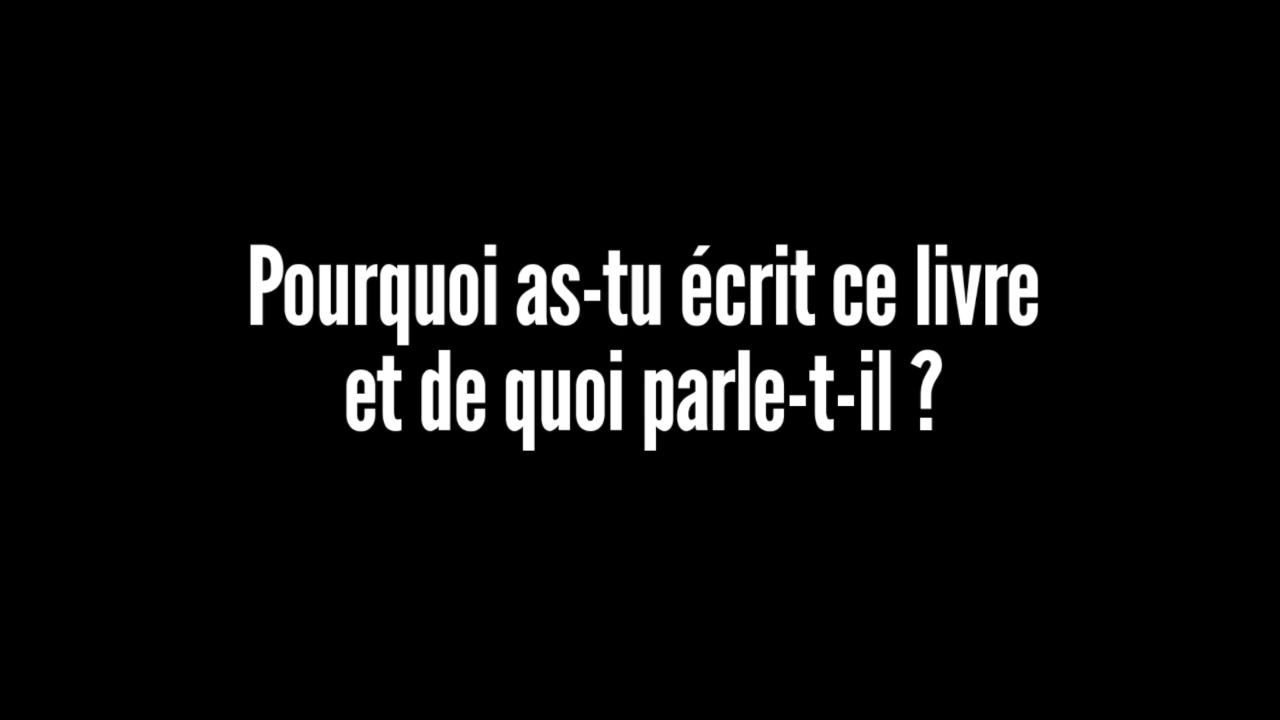 Pourquoi as-tu écrit ce livre
et de quoi parle-t-il ?